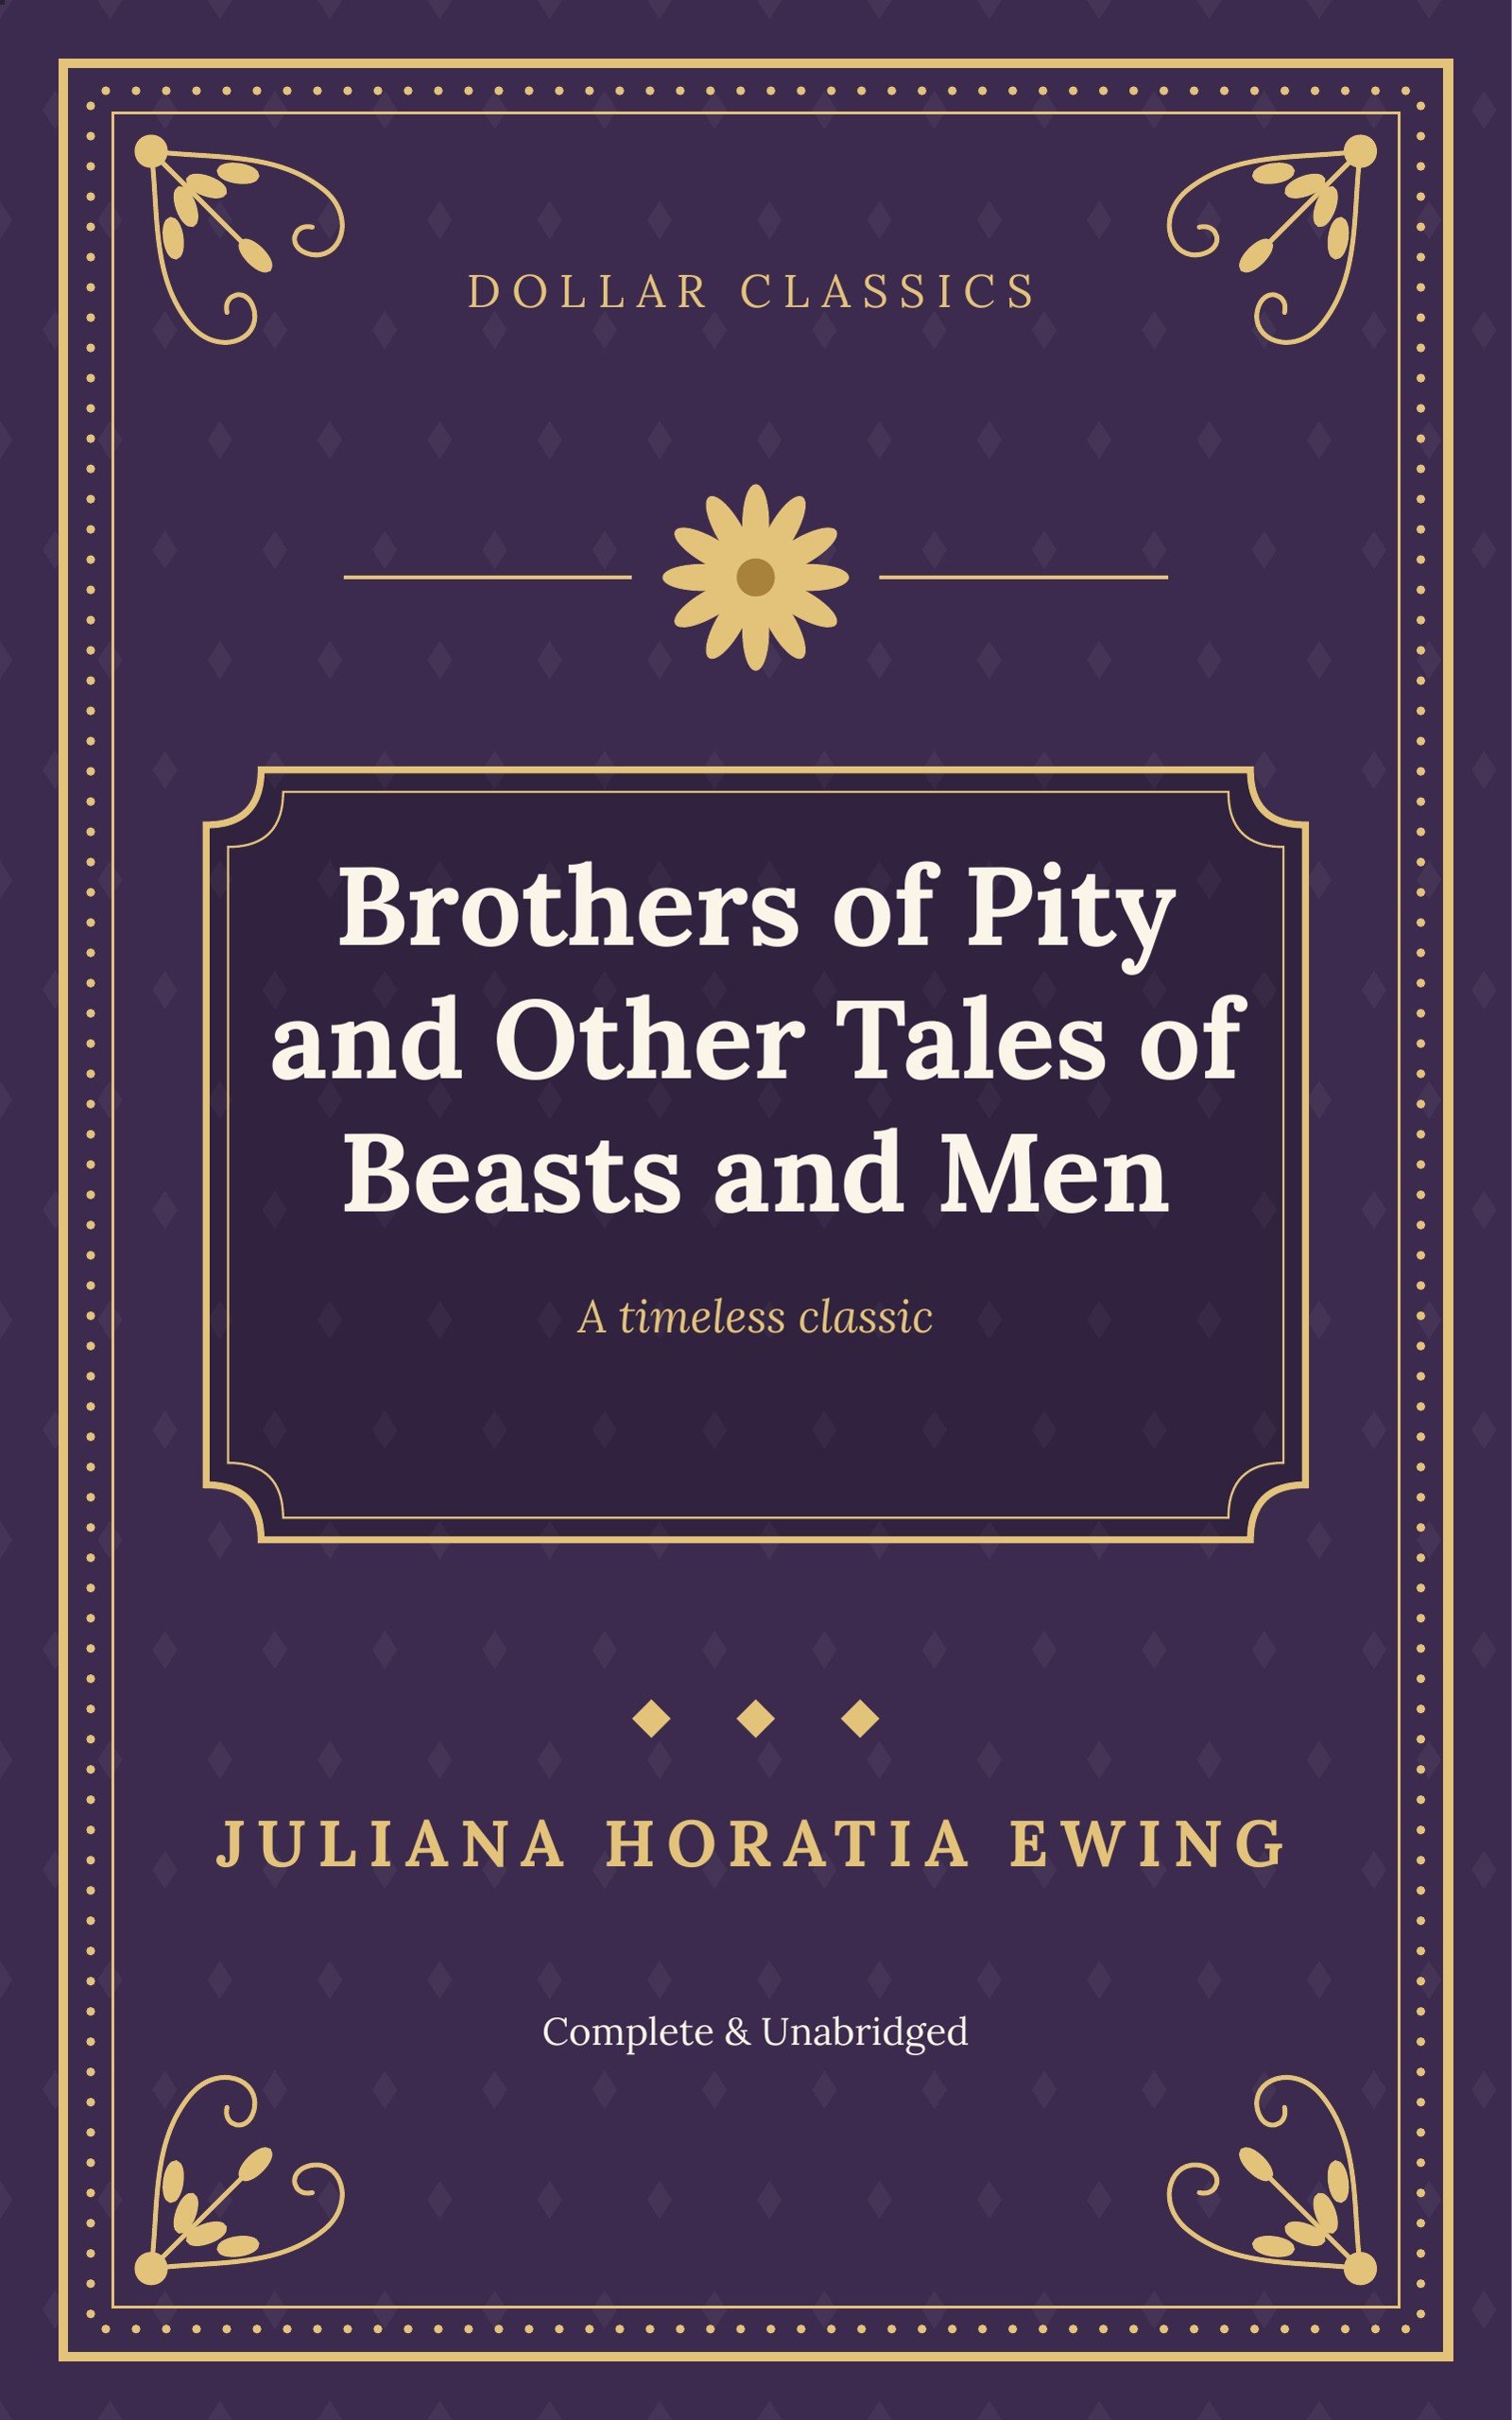 DOLLAR CLASSICS
Brothers of Pity
and Other Tales of
Beasts and Men
A timeless classic
JULIANA HORATIA EWING
Complete & Unabridged